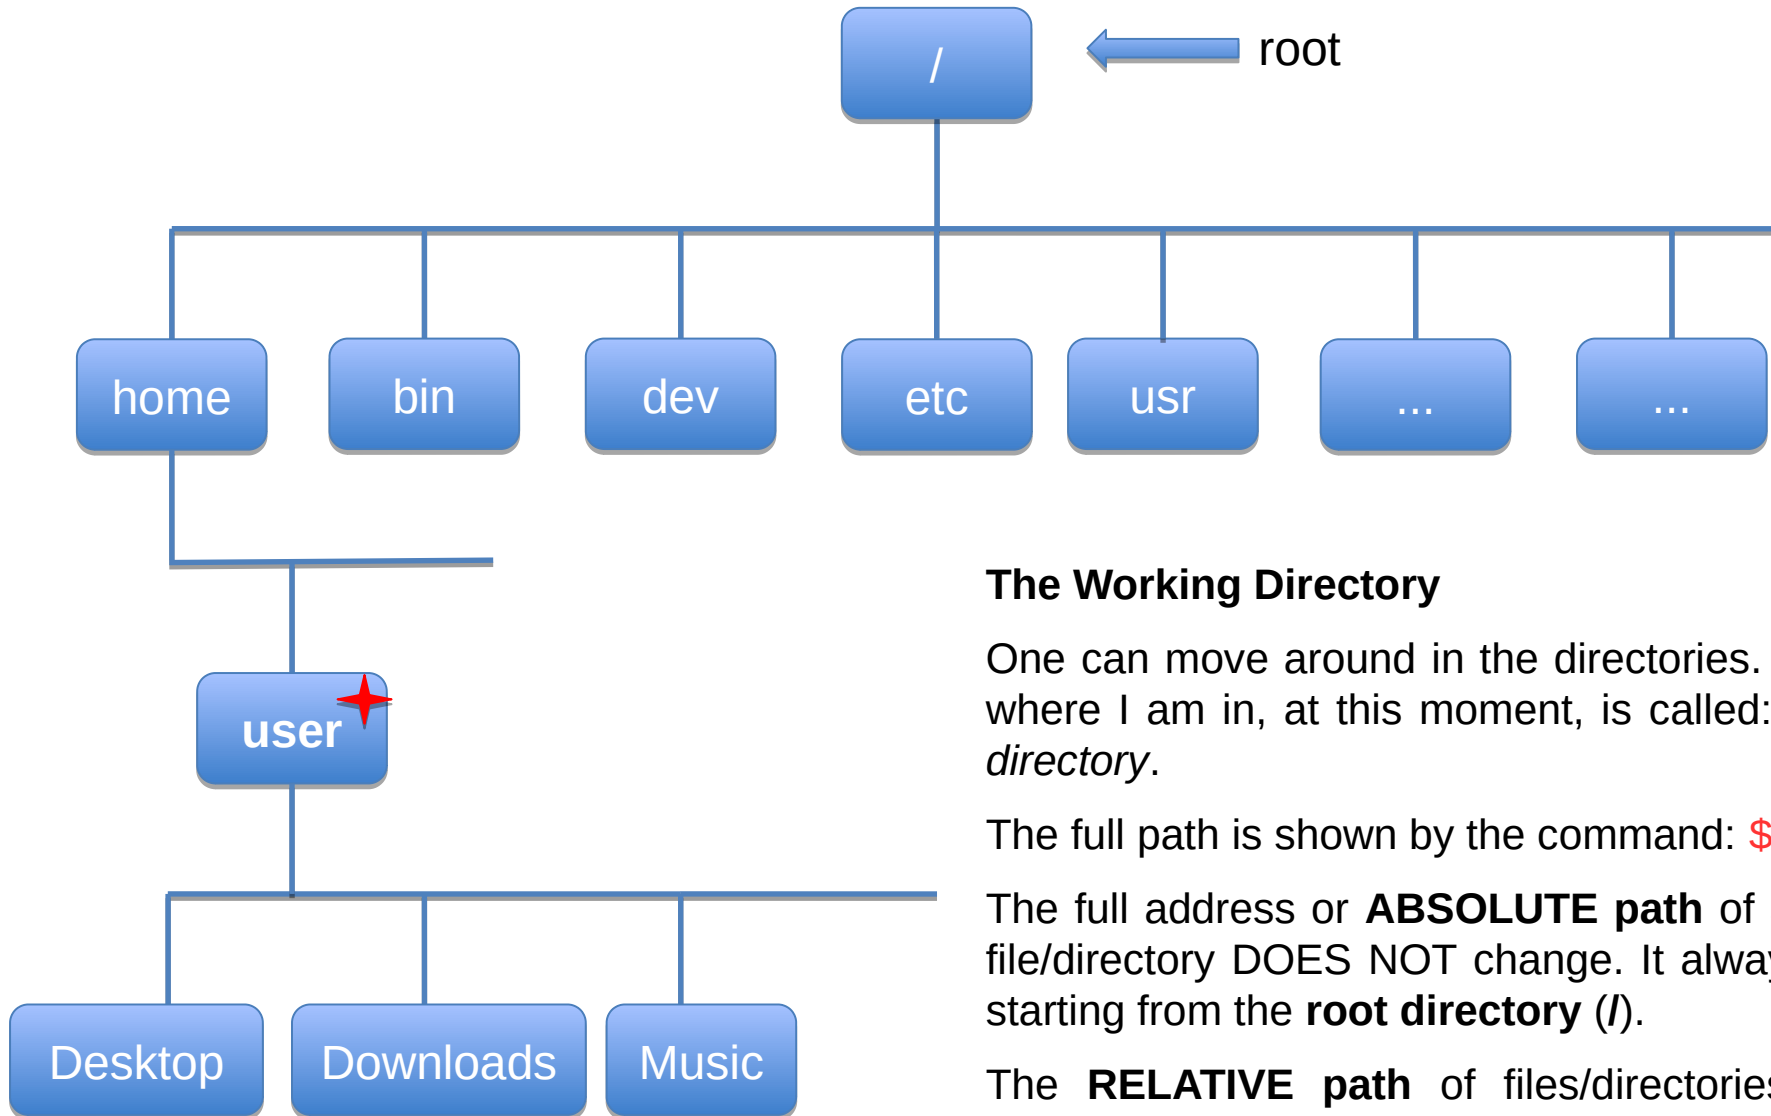 /
root
home
bin
dev
etc
usr
...
...
user
Desktop
Downloads
Music
The Working Directory
One can move around in the directories.
where I am in, at this moment, is called:
directory.
The full path is shown by the command: $
The full address or ABSOLUTE path of
file/directory DOES NOT change. It alway
starting from the root directory (/).
The RELATIVE path of files/directories